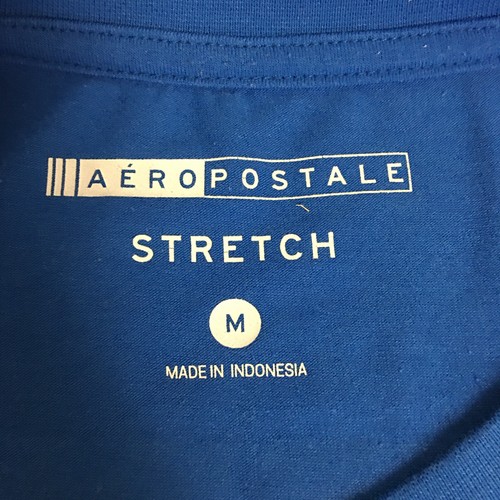 AÉROPOSTALE
STRETCH
M
MADE IN INDONESIA